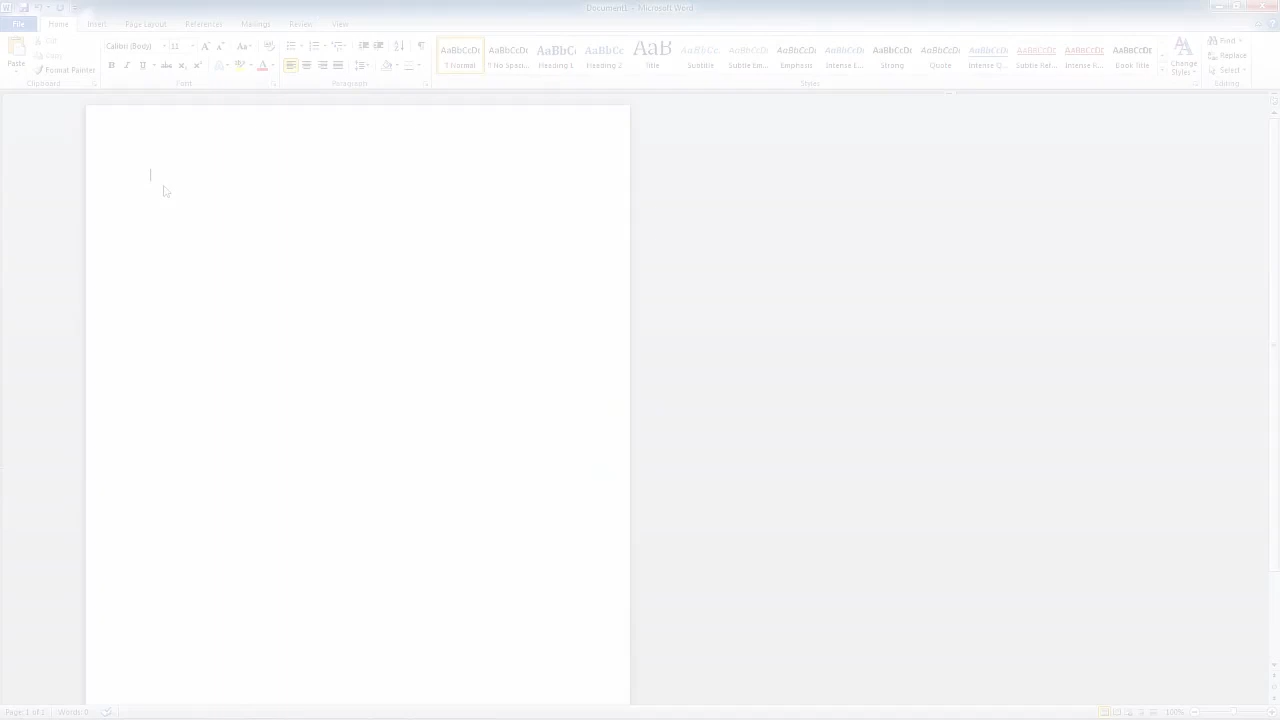 Document1 - Microsoft Word
File Home Insert Page Layout References Mailings Review View
Cut
Copy
Format Painter
Paste
Calibri (Body) 11
AaBbCcDc AaBbCcDc AaBbC AaBbCc AaB AaBbCc. AaBbCcDc AaBbCcDc AaBbCcDc AaBbCcDc AaBbCcDc AaBbCcDc AaBbCcDc AaBbCcDc AaBbCcDc
¶ Normal ¶ No Spaci... Heading 1 Heading 2 Title Subtitle Subtle Em... Emphasis Intense E... Strong Quote Intense Q... Subtle Ref... Intense R... Book Title
Change Styles
Find
Replace
Select
Clipboard Font Paragraph Styles Editing
Page: 1 of 1 Words: 0 100%